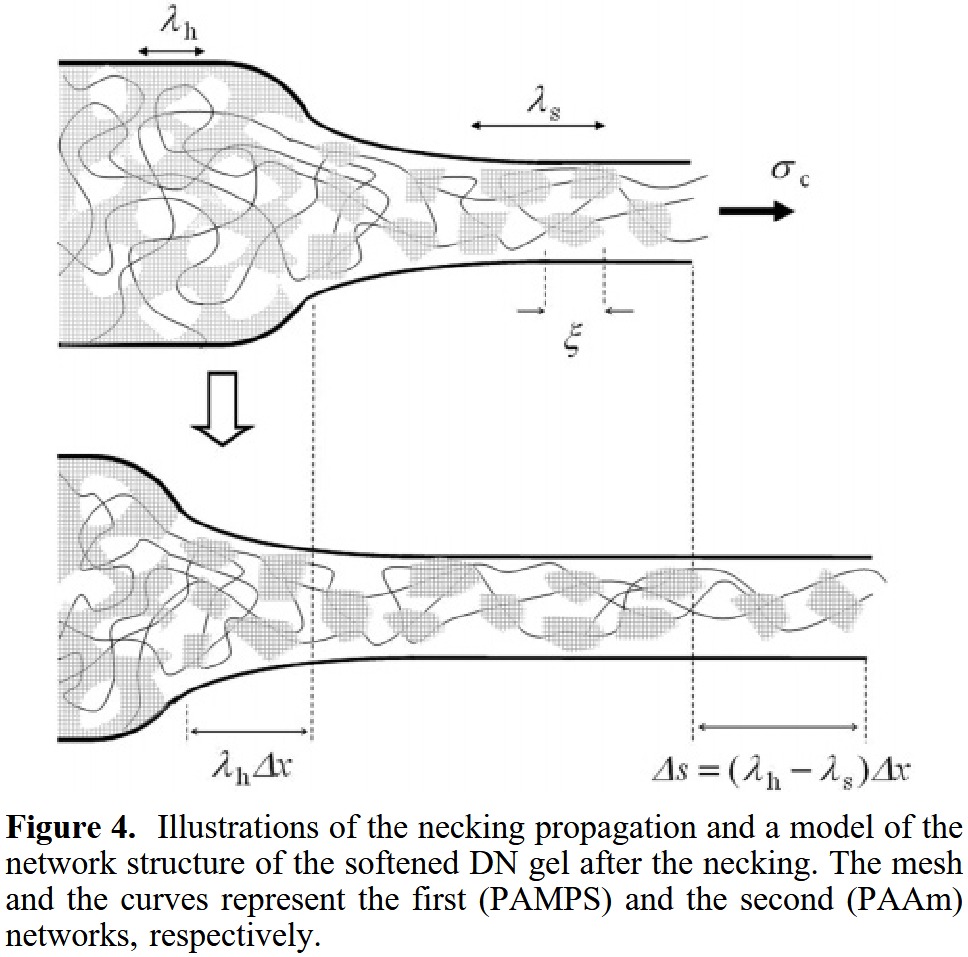 λh
λs
σc
ξ
λhΔx
Δs = (λh − λs)Δx
Figure 4. Illustrations of the necking propagation and a model of the
network structure of the softened DN gel after the necking. The mesh
and the curves represent the first (PAMPS) and the second (PAAm)
networks, respectively.